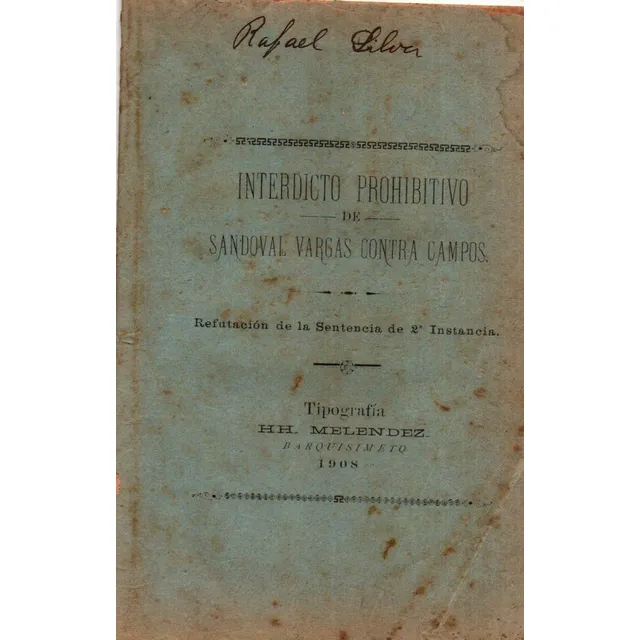 Rafael Silva
INTERDICTO PROHIBITIVO
DE
SANDOVAL VARGAS CONTRA CAMPOS.
Refutación de la Sentencia de 2ª Instancia.
Tipografía
HH. MELENDEZ.
BARQUISIMETO
1908